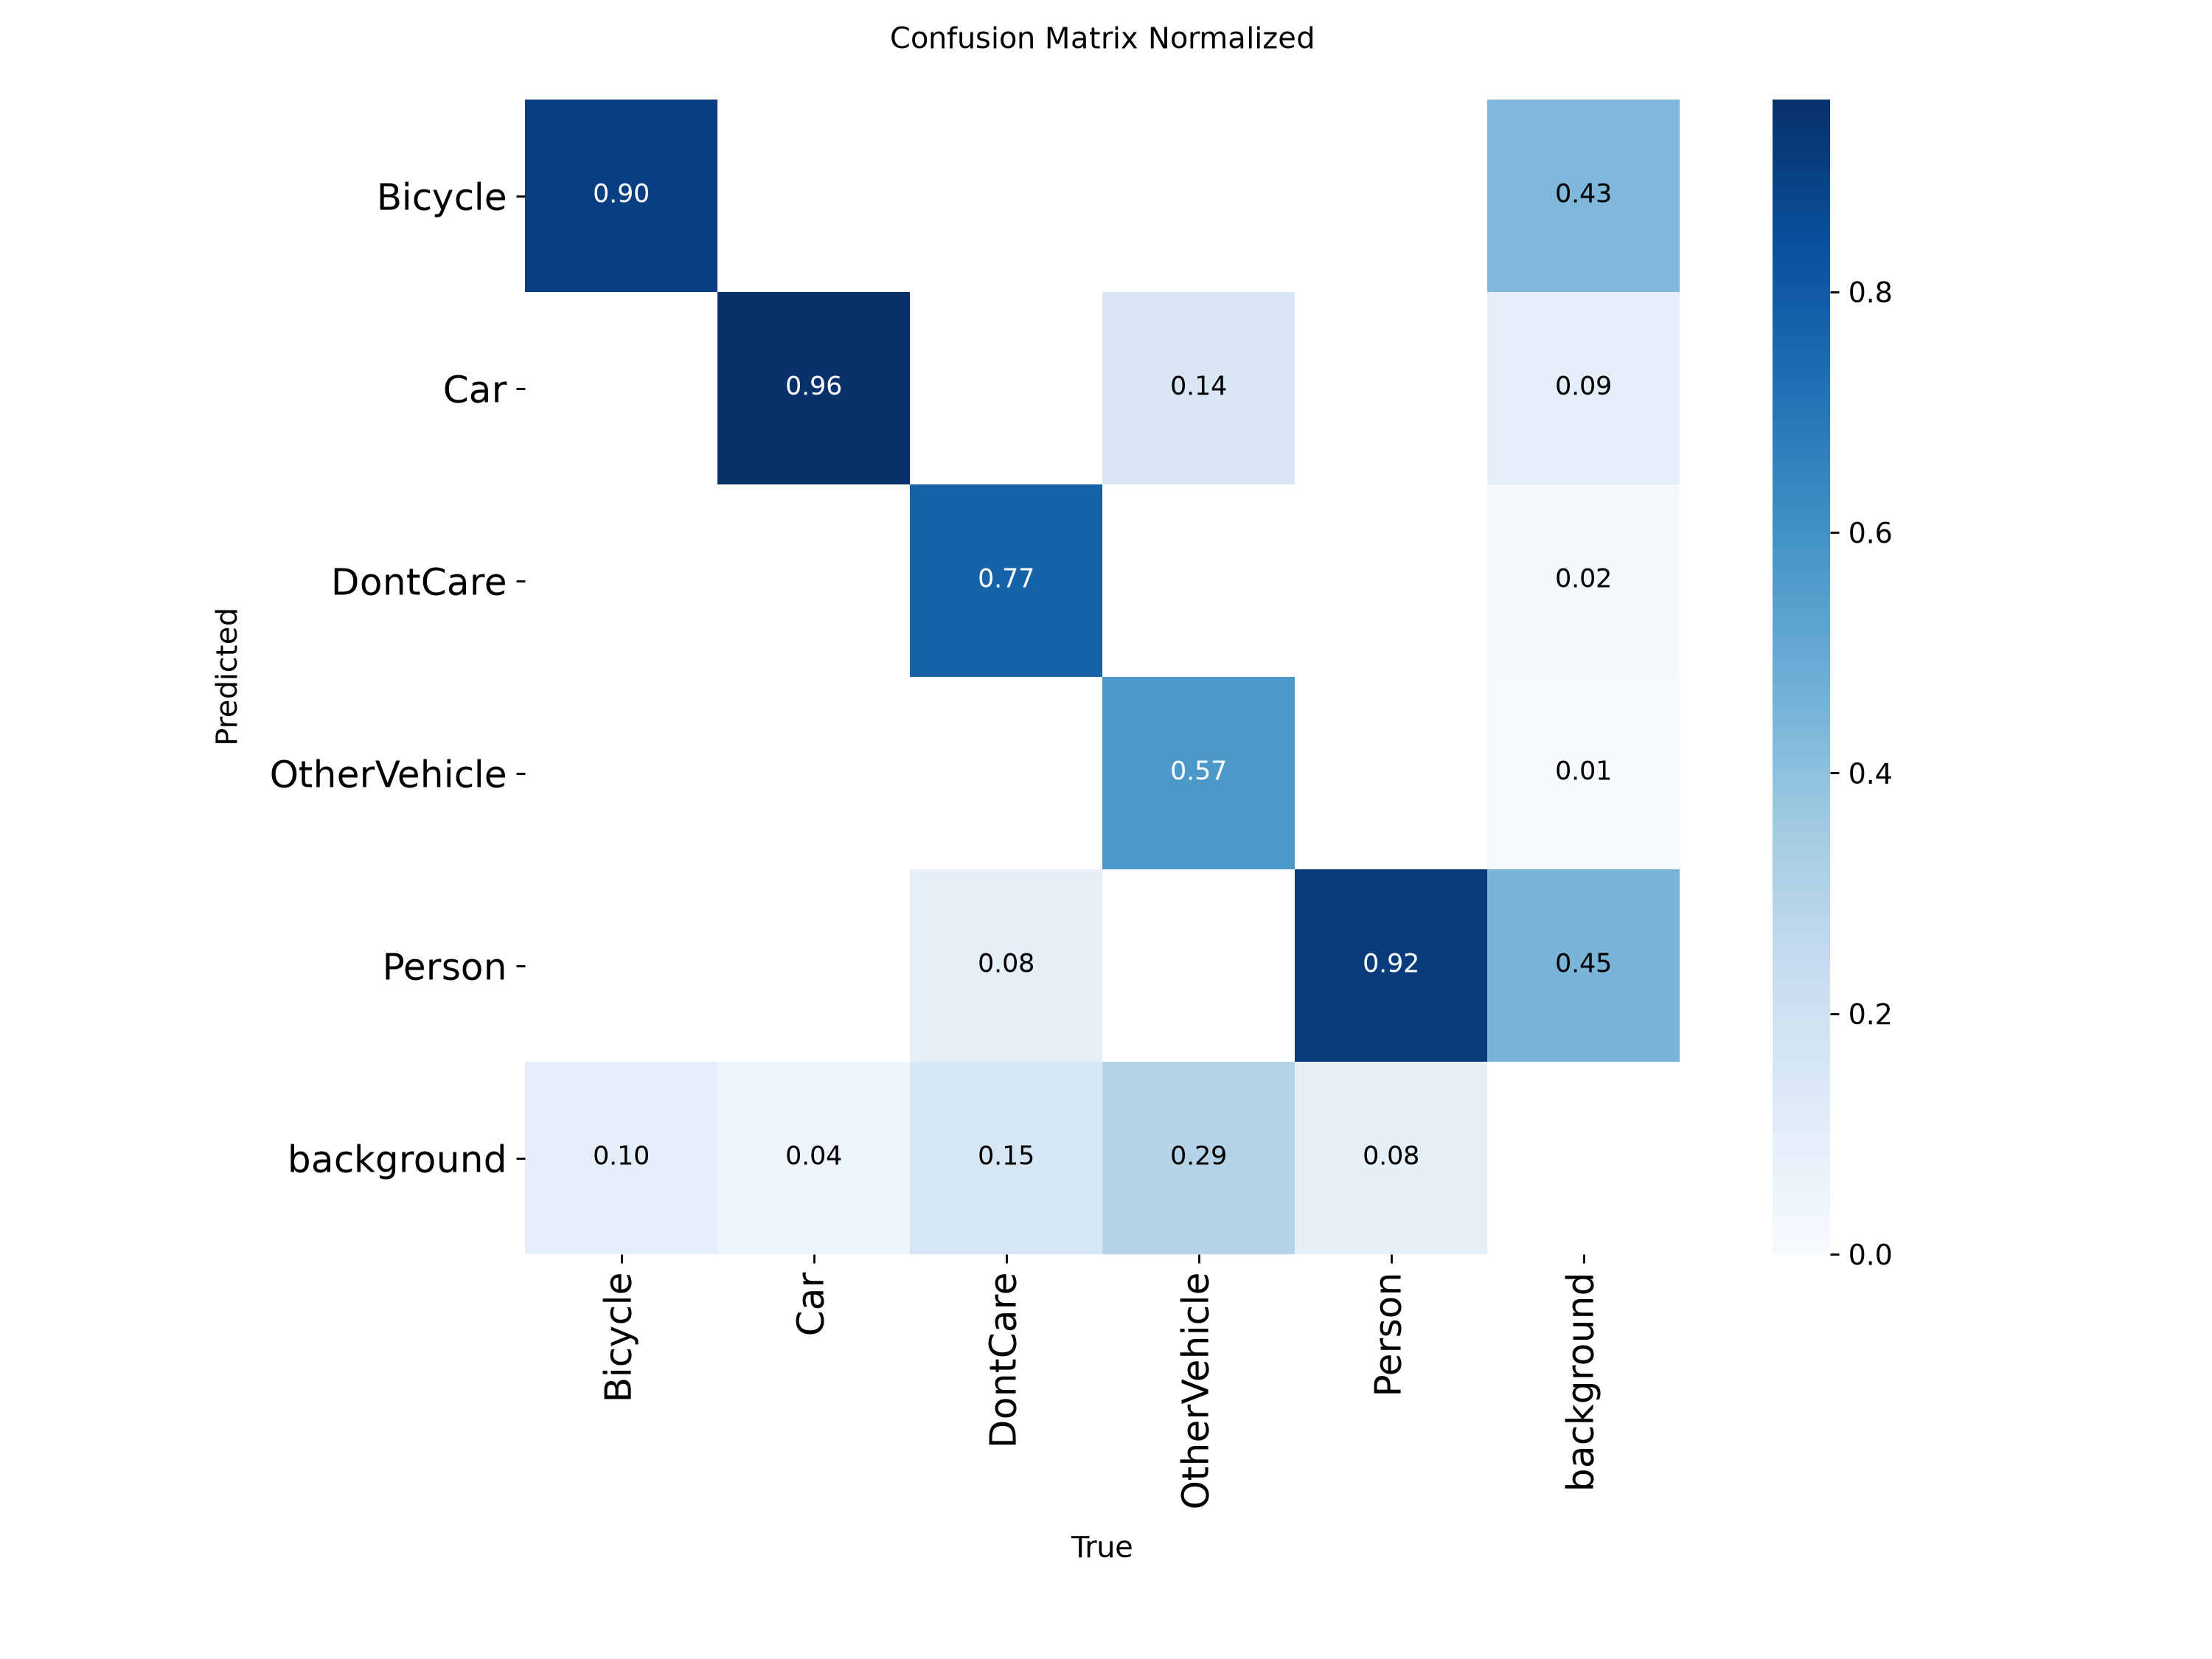 Confusion Matrix Normalized
Bicycle
0.90
0.43
Car
0.96
0.14
0.09
DontCare
0.77
0.02
OtherVehicle
0.57
0.01
Person
0.08
0.92
0.45
background
0.10
0.04
0.15
0.29
0.08
Predicted
Bicycle
Car
DontCare
OtherVehicle
Person
background
True
0.8
0.6
0.4
0.2
0.0